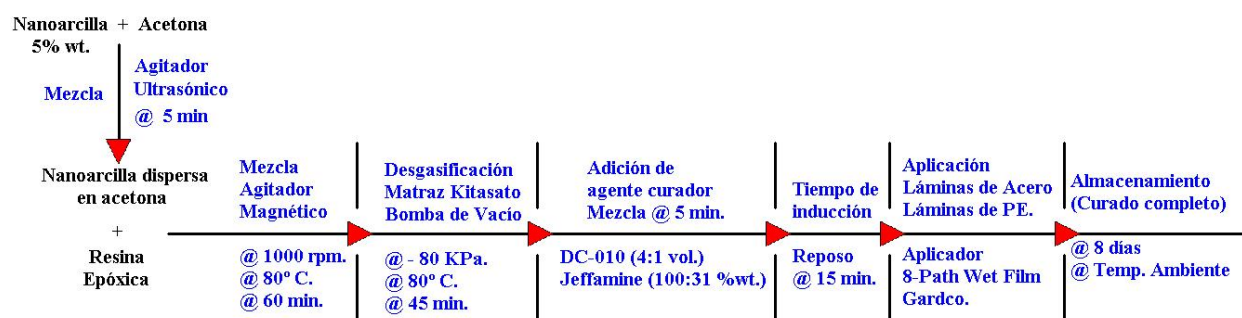 Nanoarcilla + Acetona
5% wt.
Mezcla
Agitador
Ultrasónico
@ 5 min
Nanoarcilla dispersa
en acetona
+
Resina
Epóxica
Mezcla
Agitador
Magnético
@ 1000 rpm.
@ 80º C.
@ 60 min.
Desgasificación
Matraz Kitasato
Bomba de Vacío
@ - 80 KPa.
@ 80º C.
@ 45 min.
Adición de
agente curador
Mezcla @ 5 min.
DC-010 (4:1 vol.)
Jeffamine (100:31 %wt.)
Tiempo de
inducción
Reposo
@ 15 min.
Aplicación
Láminas de Acero
Láminas de PE.
Aplicador
8-Path Wet Film
Gardco.
Almacenamiento
(Curado completo)
@ 8 días
@ Temp. Ambiente